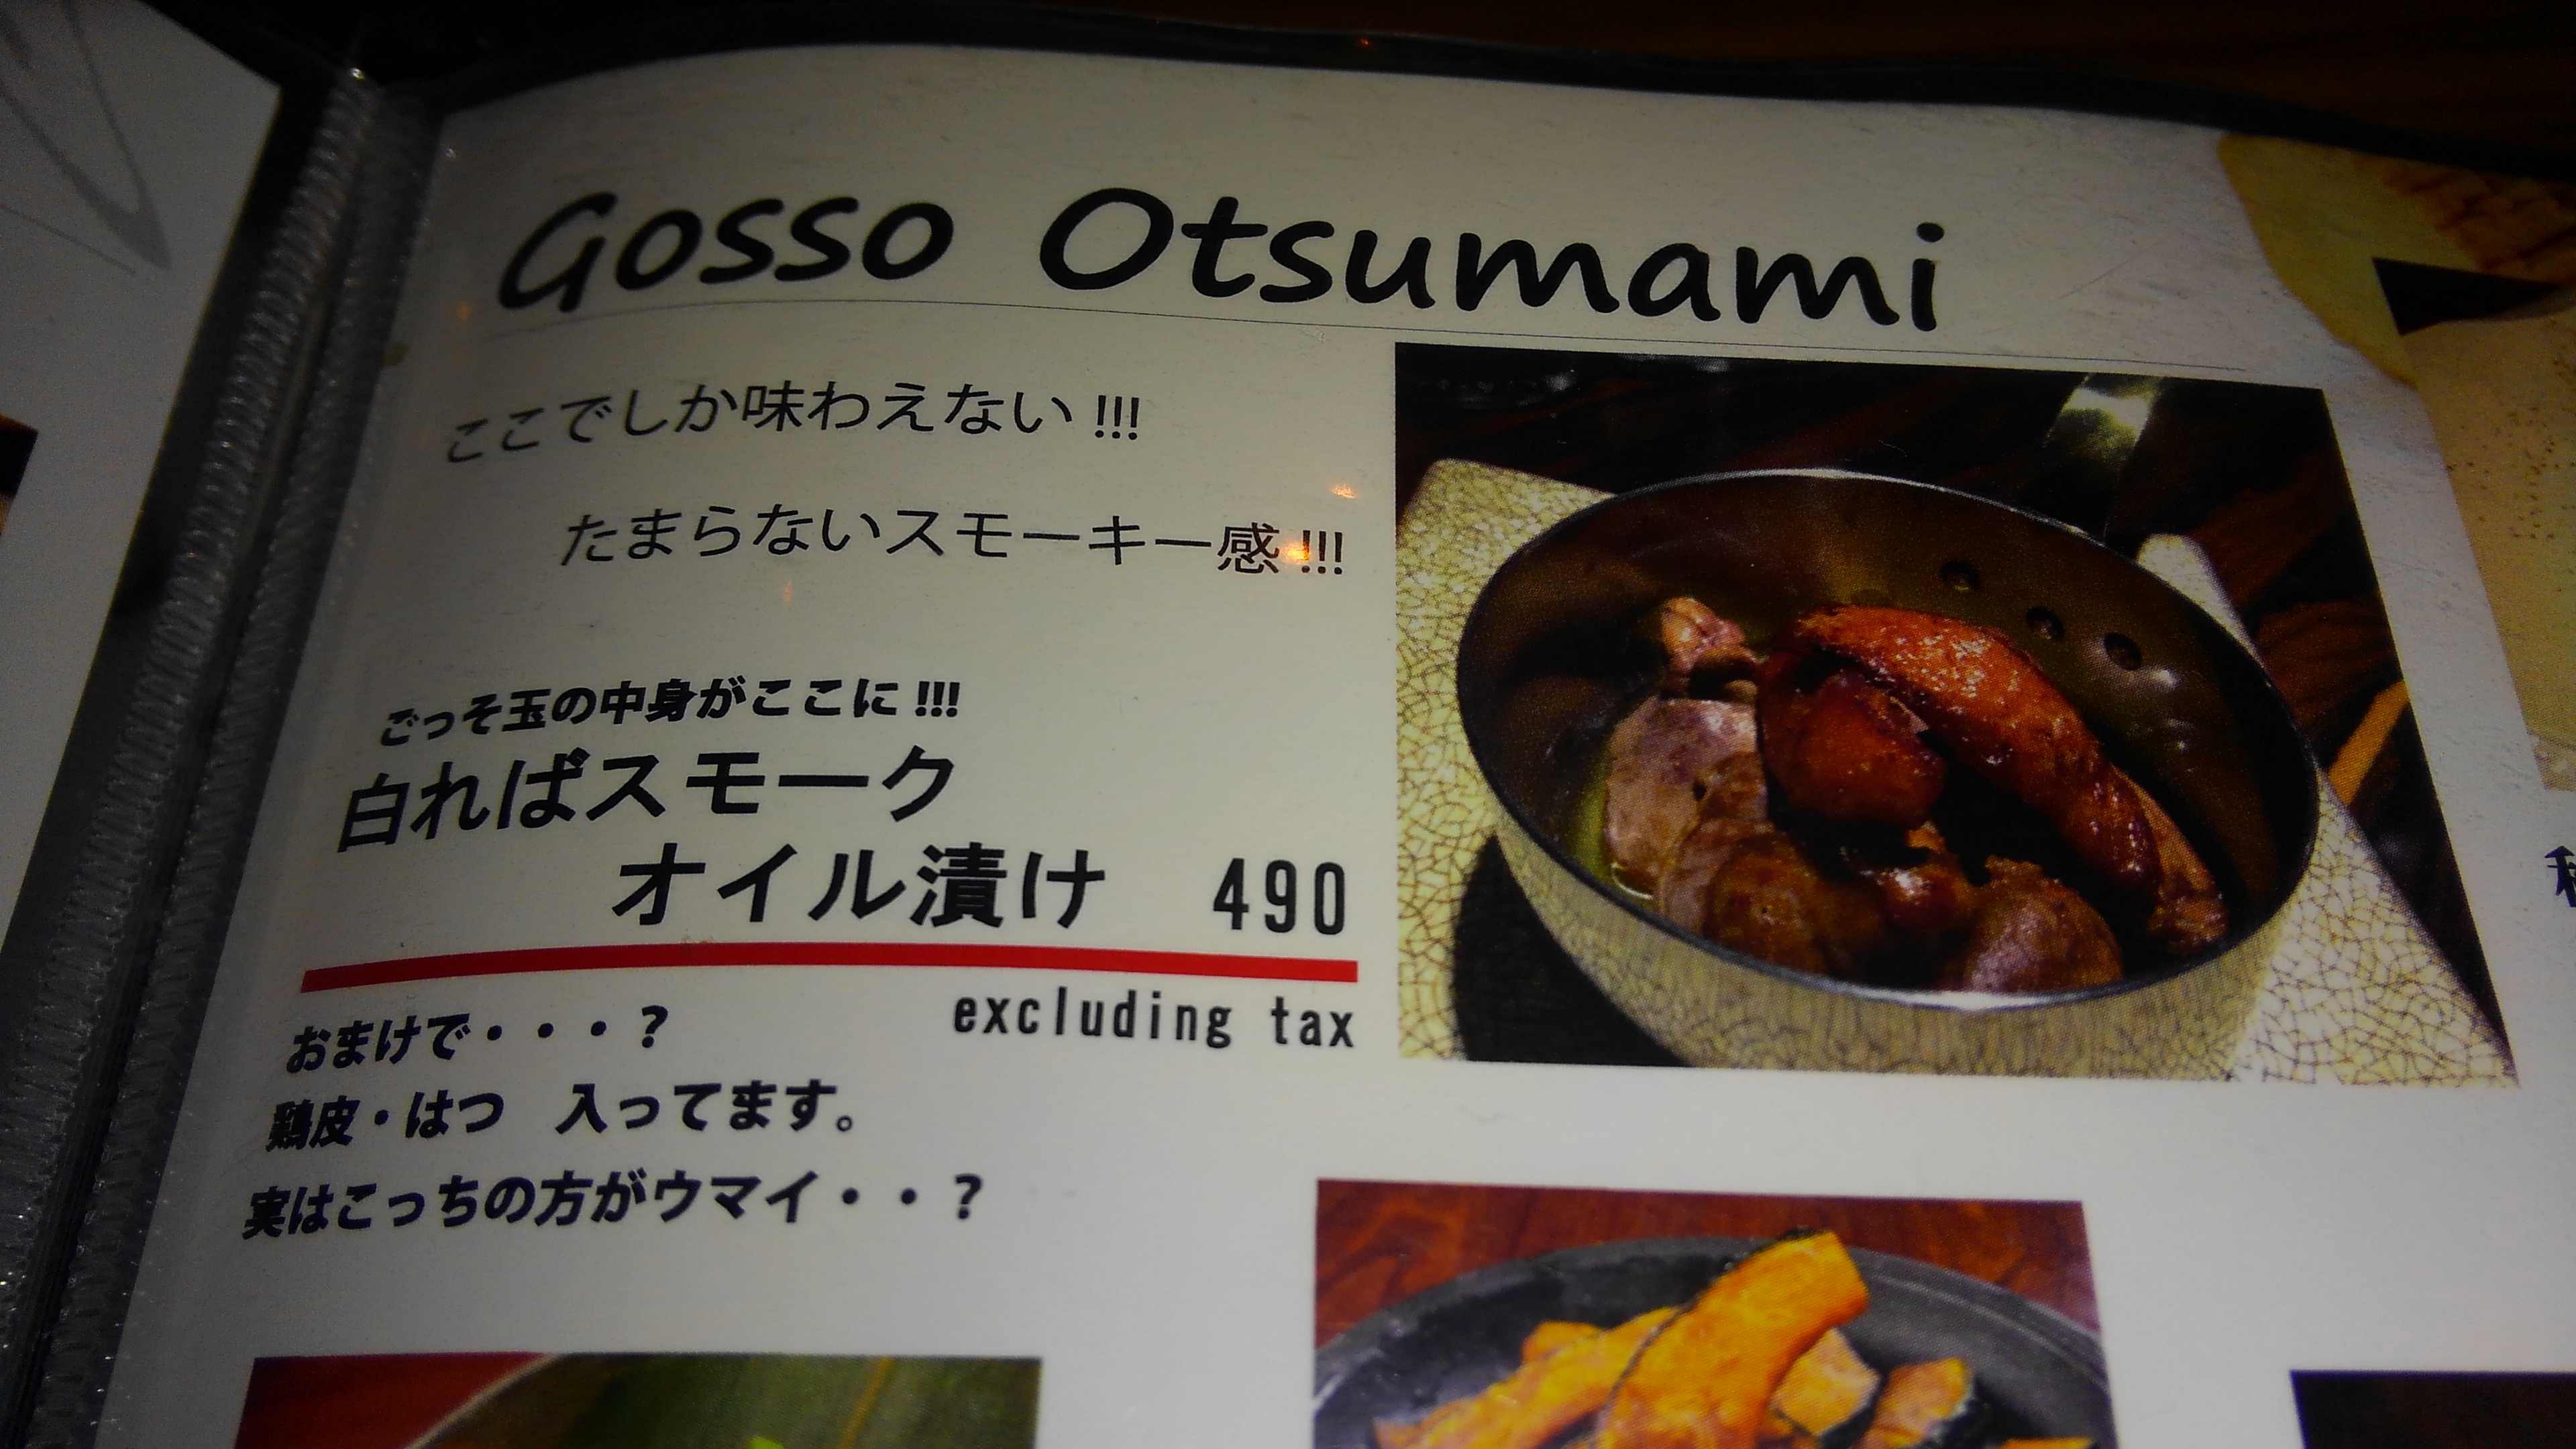 Gosso Otsumami
ここでしか味わえない!!!
たまらないスモーキー感!!!
ごっそ玉の中身がここに!!!
白ればスモーク
オイル漬け 490
excluding tax
おまけで・・・？
鶏皮・はつ 入ってます。
実はこっちの方がウマイ・・？